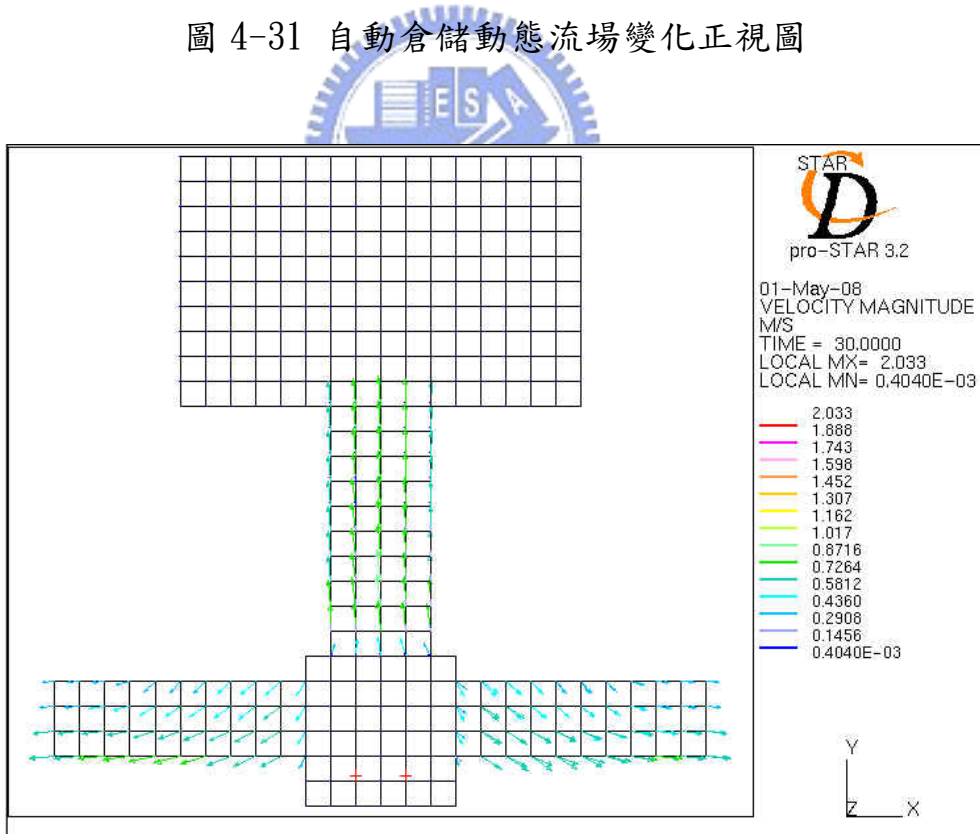 圖 4-31 自動倉儲動態流場變化正視圖
E S A
STAR
D
pro-STAR 3.2
01-May-08
VELOCITY MAGNITUDE
M/S
TIME = 30.0000
LOCAL MX= 2.033
LOCAL MN= 0.4040E-03
2.033
1.888
1.743
1.598
1.452
1.307
1.162
1.017
0.8716
0.7264
0.5812
0.4360
0.2908
0.1456
0.4040E-03
Y
Z X